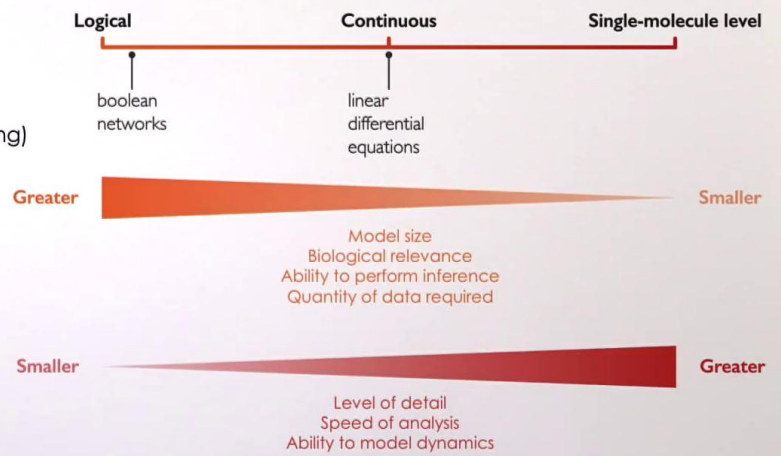 Logical Continuous Single-molecule level
boolean
networks
linear
differential
equations
ng)
Greater Smaller
Model size
Biological relevance
Ability to perform inference
Quantity of data required
Smaller Greater
Level of detail
Speed of analysis
Ability to model dynamics